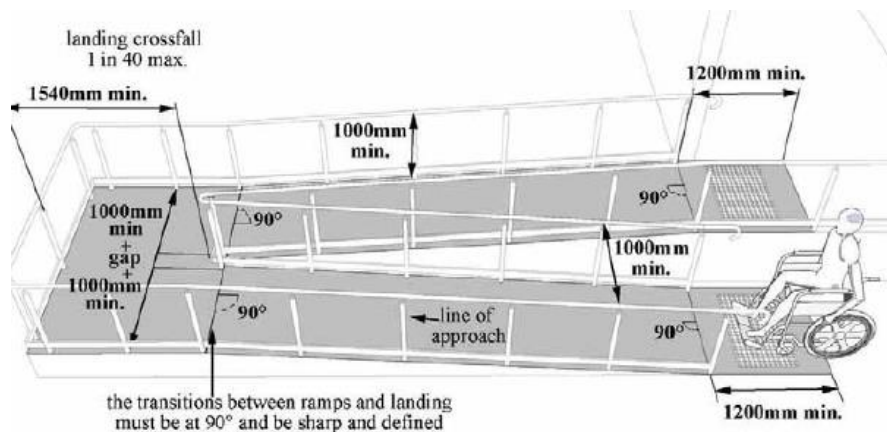 landing crossfall
1 in 40 max.
1540mm min.
1200mm min.
1000mm
min.
90°
90°
1000mm
min
+
gap
+
1000mm
min.
1000mm
min.
90°
line of
approach
90°
the transitions between ramps and landing
must be at 90° and be sharp and defined
1200mm min.